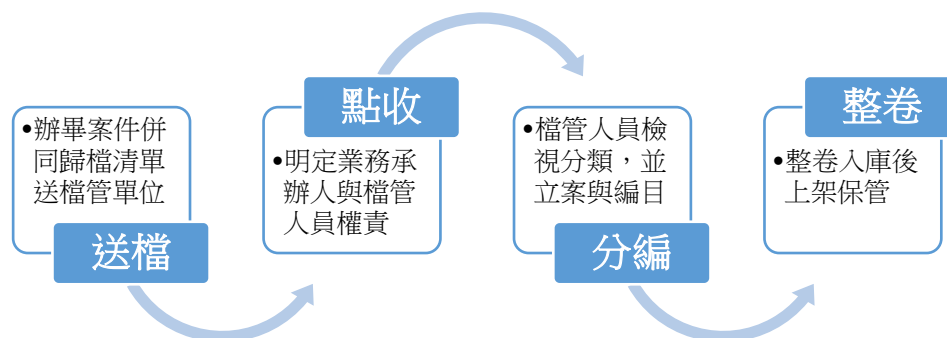 •辦畢案件併
同歸檔清單
送檔管單位
送檔
點收
•明定業務承
辦人與檔管
人員權責
•檔管人員檢
視分類，並
立案與編目
分編
整卷
•整卷入庫後
上架保管